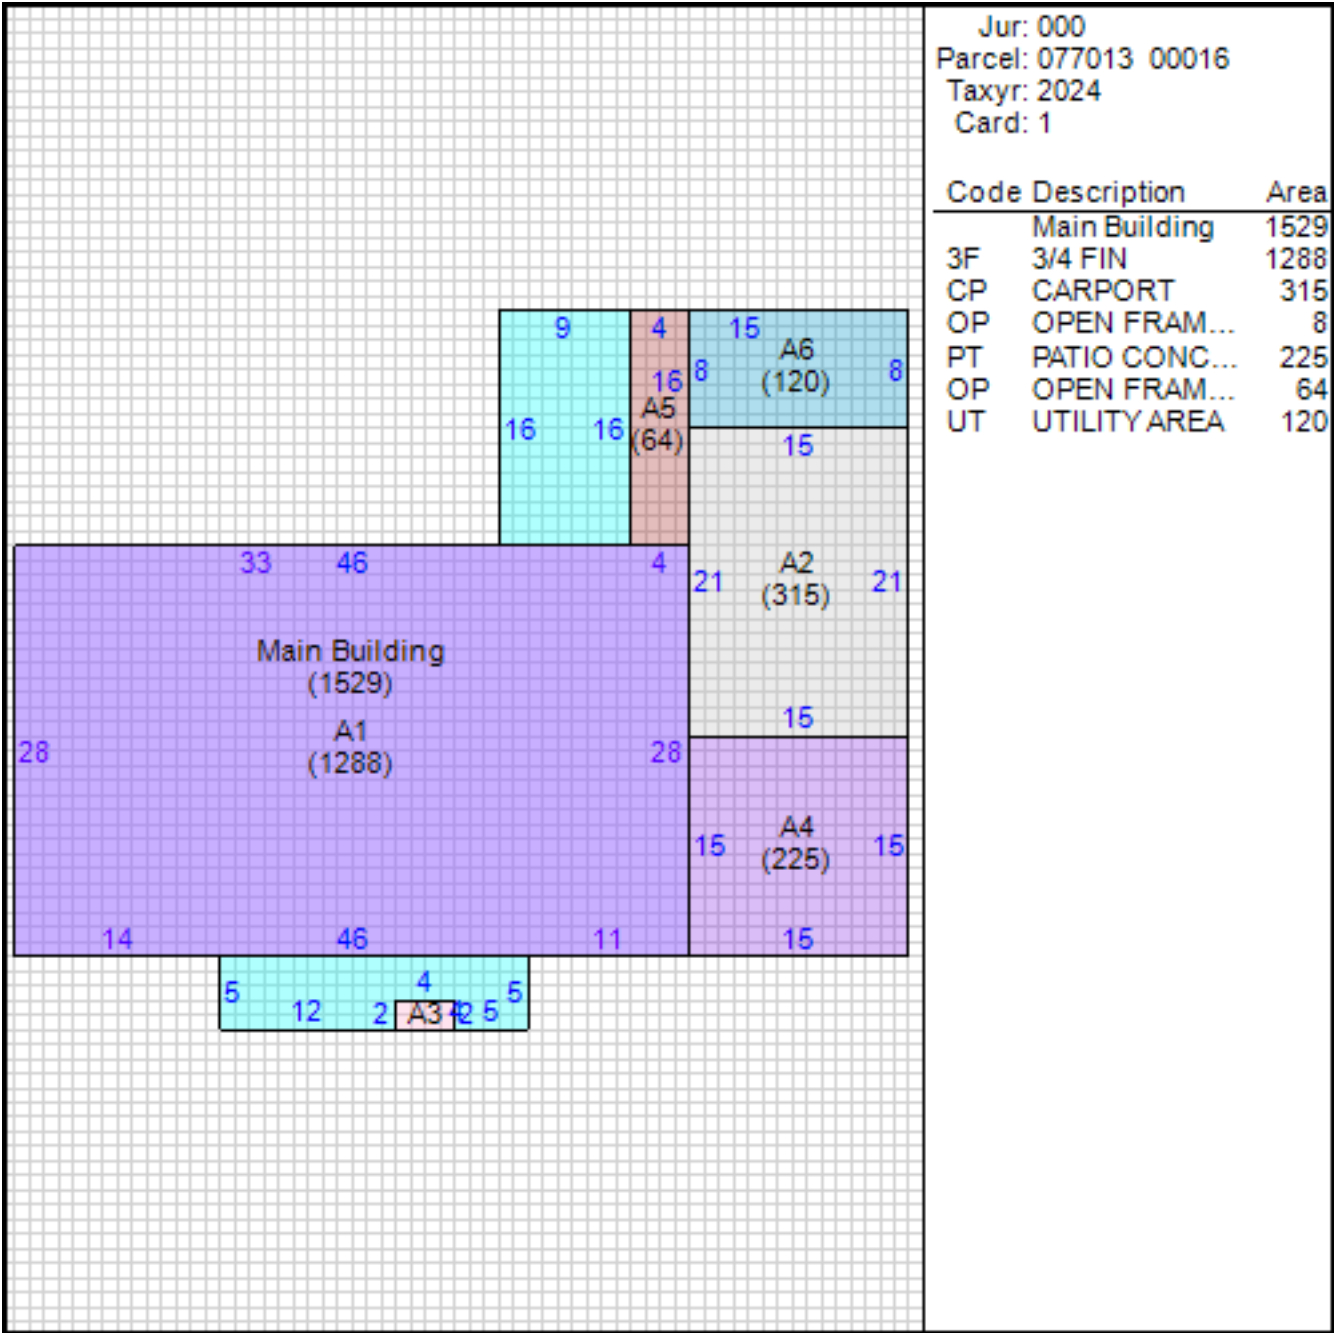 Jur: 000
Parcel: 077013 00016
Taxyr: 2024
Card: 1
Code Description Area
Main Building 1529
3F 3/4 FIN 1288
CP CARPORT 315
OP OPEN FRAM... 8
PT PATIO CONC... 225
OP OPEN FRAM... 64
UT UTILITY AREA 120
9 4 15
A6
8 (120) 8
16
A5
16 16 (64)
15
33 46 4
A2
21 (315) 21
Main Building
(1529)
A1
(1288)
15
28 28
A4
15 (225) 15
14 46 11 15
4
5 5
12 2 A3 4 2 5